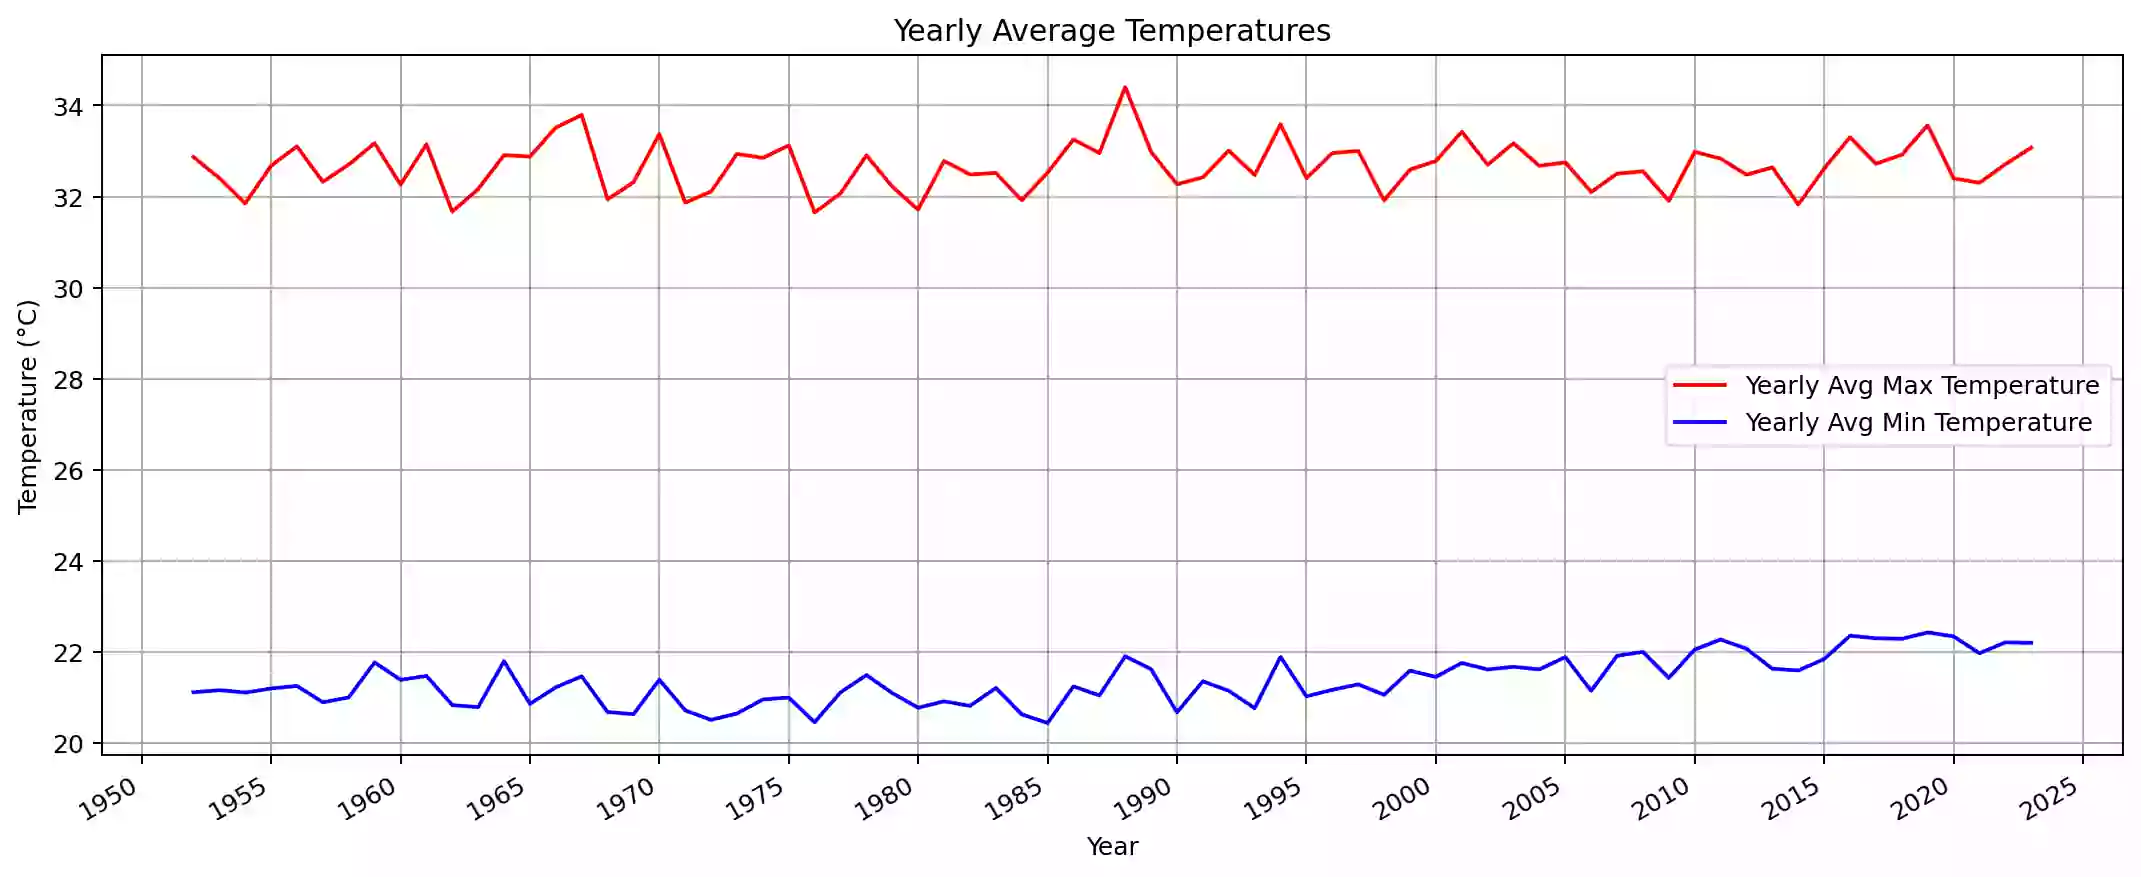 Yearly Average Temperatures
34
32
30
28
26
24
22
20
Temperature (°C)
Yearly Avg Max Temperature
Yearly Avg Min Temperature
1950 1955 1960 1965 1970 1975 1980 1985 1990 1995 2000 2005 2010 2015 2020 2025
Year